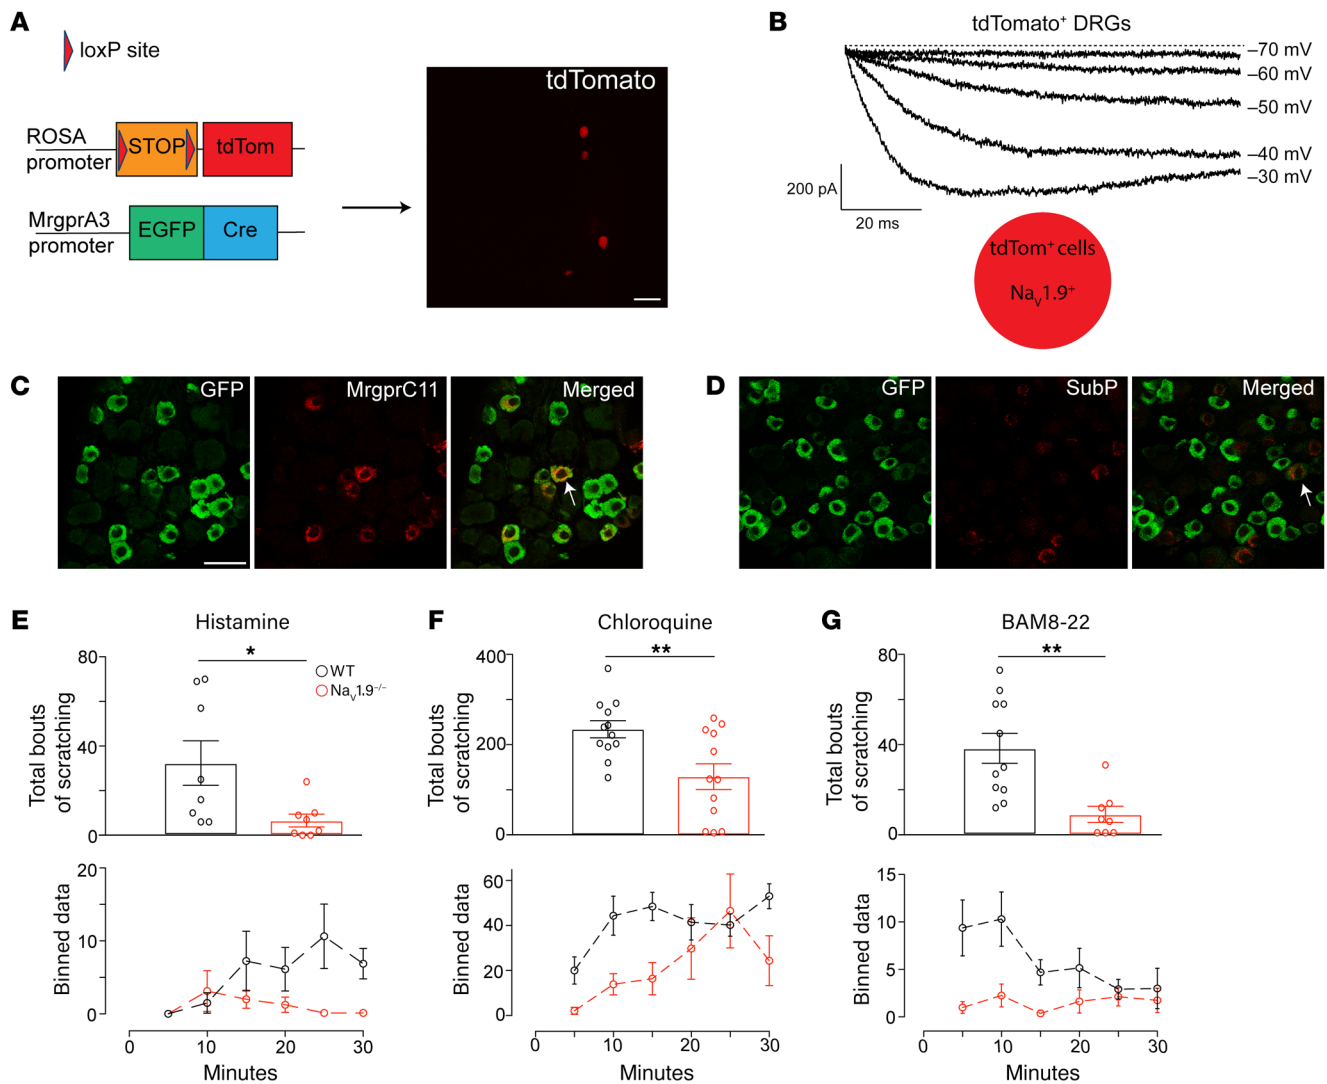 A
loxP site
ROSA
promoter
STOP
tdTom
MrgprA3
promoter
EGFP
Cre
tdTomato
B
tdTomato⁺ DRGs
–70 mV
–60 mV
–50 mV
–40 mV
–30 mV
200 pA
20 ms
tdTom⁺ cells
NaV1.9⁺
C
GFP
MrgprC11
Merged
D
GFP
SubP
Merged
E
Histamine
80
40
0
Total bouts
of scratching
*
WT
NaV1.9⁻/⁻
20
10
0
Binned data
0
10
20
30
Minutes
F
Chloroquine
400
200
0
Total bouts
of scratching
**
60
40
20
0
Binned data
0
10
20
30
Minutes
G
BAM8-22
80
40
0
Total bouts
of scratching
**
15
10
5
0
Binned data
0
10
20
30
Minutes